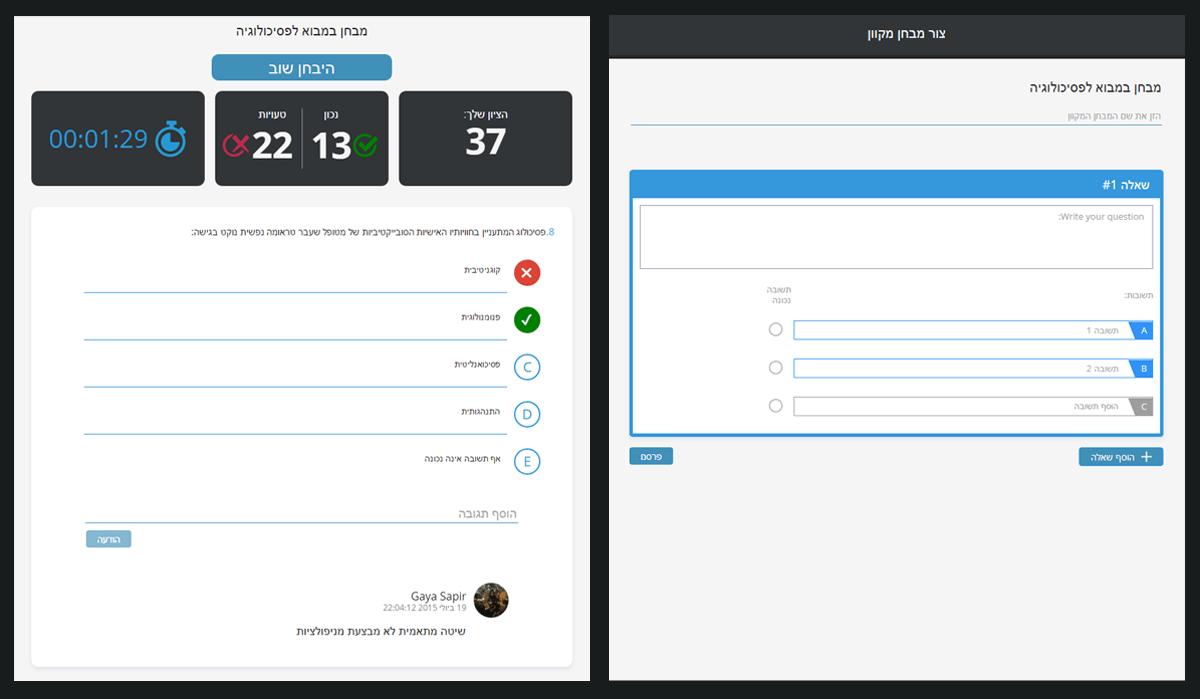 מבחן במבוא לפסיכולוגיה
היבחן שוב
הציון שלך:
37
נכון
13
טעויות
22
00:01:29
8. פסיכולוג המתעניין בחוויותיו האישיות הסובייקטיביות של מטופל שעבר טראומה נפשית נוקט בגישה:
קוגניטיבית
פנומנולוגית
C פסיכואנליטית
D התנהגותית
E אף תשובה אינה נכונה
הוסף תגובה
הודעה
Gaya Sapir
19 ביולי 2015 22:04:12
שיטה מתאמית לא מבצעת מניפולציות
צור מבחן מקוון
מבחן במבוא לפסיכולוגיה
הזן את שם המבחן המקוון
שאלה 1#
Write your question:
תשובות:
תשובה
נכונה
A תשובה 1
B תשובה 2
C הוסף תשובה
הוסף שאלה
פרסם